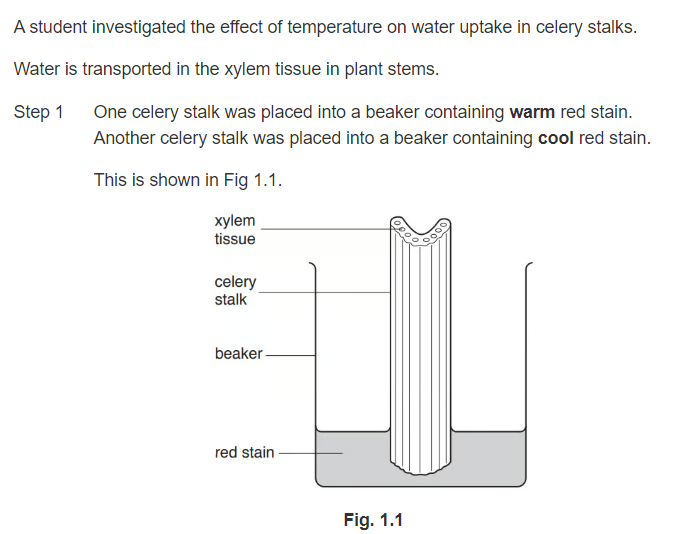 A student investigated the effect of temperature on water uptake in celery stalks.
Water is transported in the xylem tissue in plant stems.
Step 1 One celery stalk was placed into a beaker containing warm red stain.
Another celery stalk was placed into a beaker containing cool red stain.
This is shown in Fig 1.1.
xylem
tissue
celery
stalk
beaker
red stain
Fig. 1.1